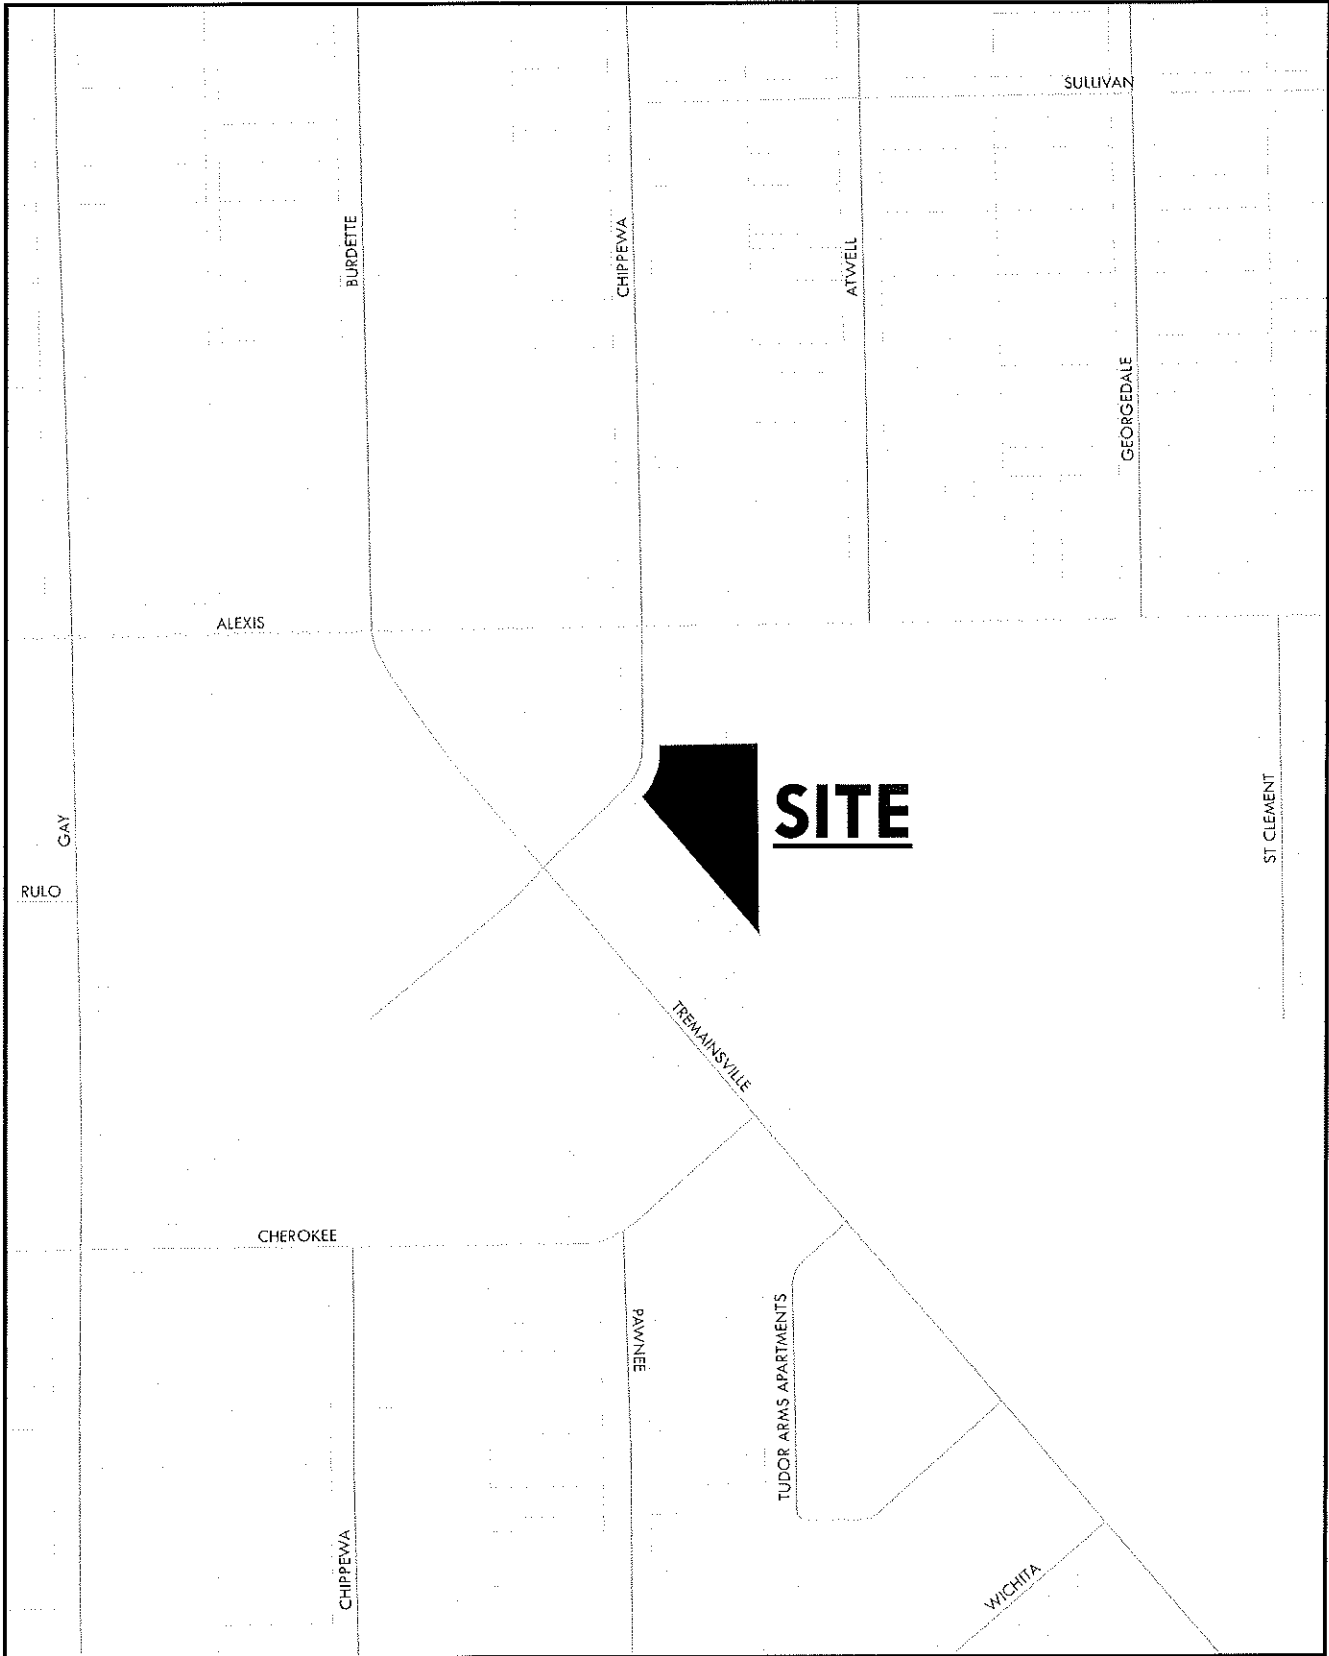 SULLIVAN
BURDETTE
CHIPPEWA
ATWELL
GEORGEDALE
ALEXIS
SITE
GAY
ST CLEMENT
RULO
TREMAINSVILLE
CHEROKEE
PAWNEE
TUDOR ARMS APARTMENTS
CHIPPEWA
WICHITA